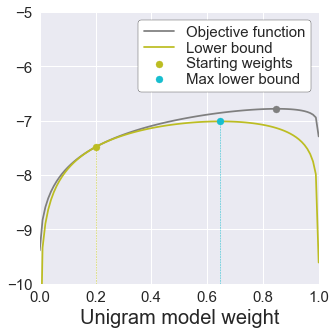 −5
−6
−7
−8
−9
−10
Objective function
Lower bound
Starting weights
Max lower bound
0.0 0.2 0.4 0.6 0.8 1.0
Unigram model weight